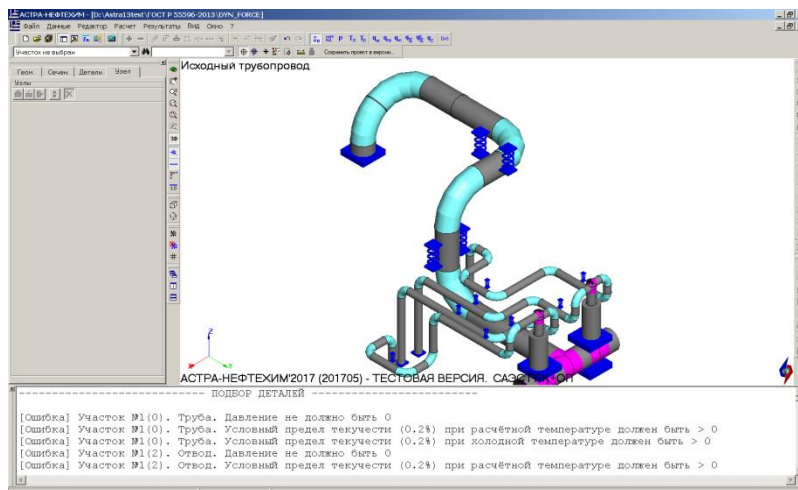 АСТРА-НЕФТЕХИМ - [D:\Astra13test\ГОСТ Р 55596-2013\DYN_FORCE]
Файл Данные Редактор Расчет Результаты Вид Окно ?
Участок не выбран
Сохранить проект в версии..
Геом. Сечен. Детали Узел
Узлы
Исходный трубопровод
Z
X
Y
АСТРА-НЕФТЕХИМ'2017 (201705) - ТЕСТОВАЯ ВЕРСИЯ.
ПОДБОР ДЕТАЛЕЙ
[Ошибка] Участок №1(0). Труба. Давление не должно быть 0
[Ошибка] Участок №1(0). Труба. Условный предел текучести (0.2%) при расчётной температуре должен быть > 0
[Ошибка] Участок №1(0). Труба. Условный предел текучести (0.2%) при холодной температуре должен быть > 0
[Ошибка] Участок №1(2). Отвод. Давление не должно быть 0
[Ошибка] Участок №1(2). Отвод. Условный предел текучести (0.2%) при расчётной температуре должен быть > 0